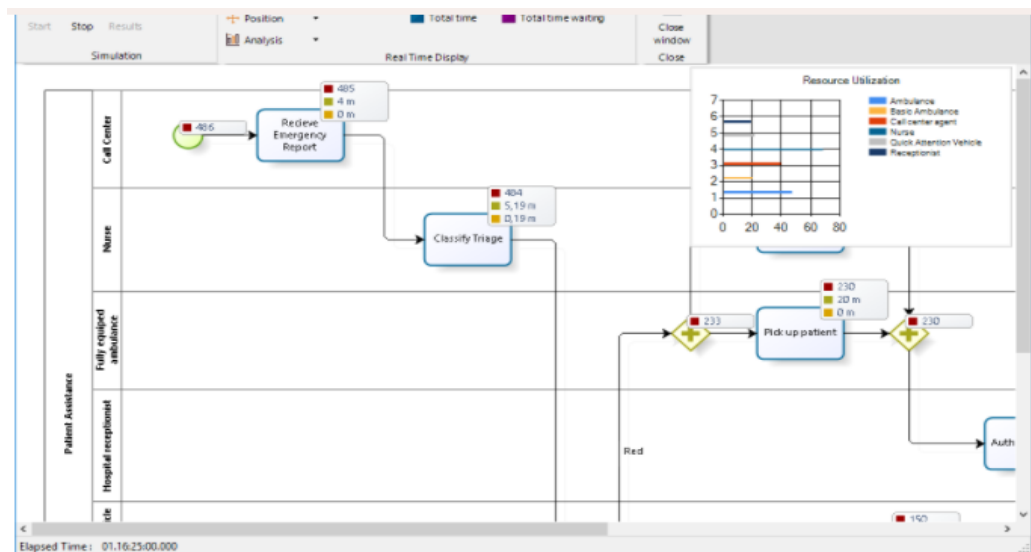 Position
Total time
Total time waiting
Start
Stop
Results
Analysis
Close
window
Simulation
Real Time Display
Close
Resource Utilization
7
6
5
4
3
2
1
0
0 20 40 60 80
Ambulance
Basic Ambulance
Call center agent
Nurse
Quick Attention Vehicle
Receptionist
Patient Assistance
Call Center
486
Recieve
Emergency
Report
485
4 m
0 m
Nurse
Classify Triage
484
5,19 m
0,19 m
Fully equiped
ambulance
233
Pick up patient
230
20 m
0 m
230
Hospital receptionist
Red
Auth
cle
150
Elapsed Time : 01.16:25:00.000